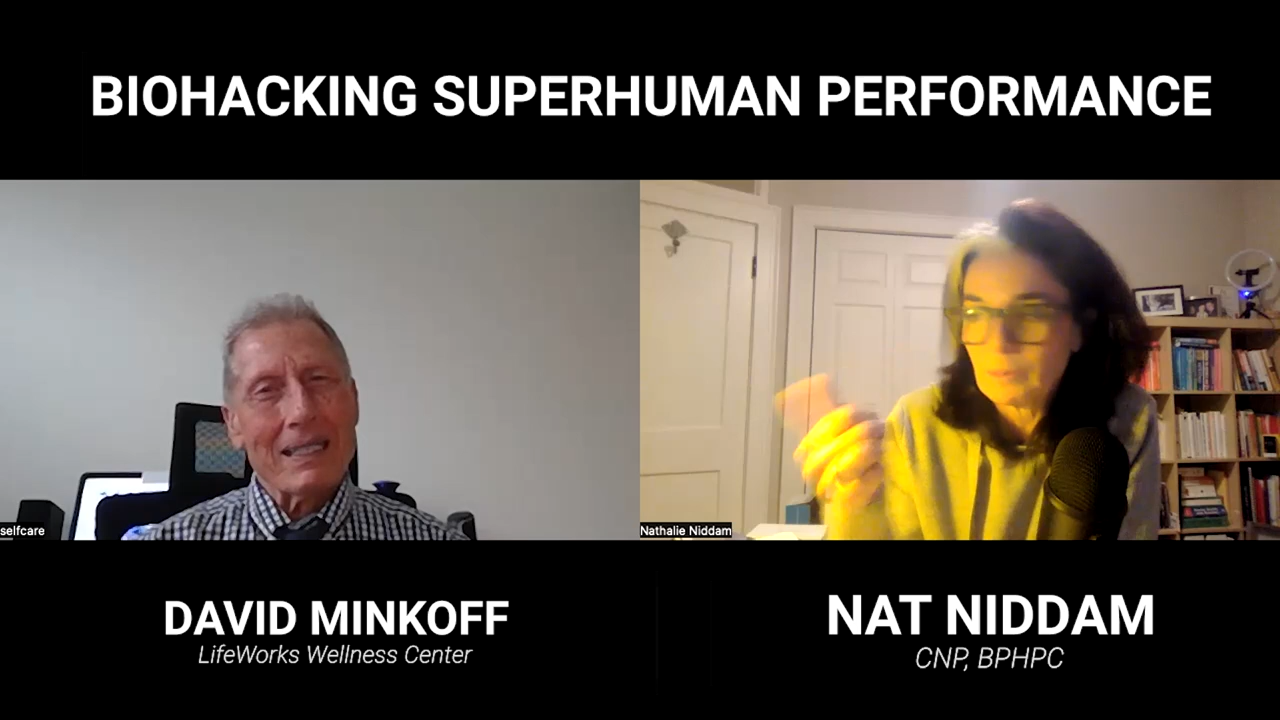 BIOHACKING SUPERHUMAN PERFORMANCE
selfcare
Nathalie Niddam
DAVID MINKOFF
LifeWorks Wellness Center
NAT NIDDAM
CNP, BPHPC